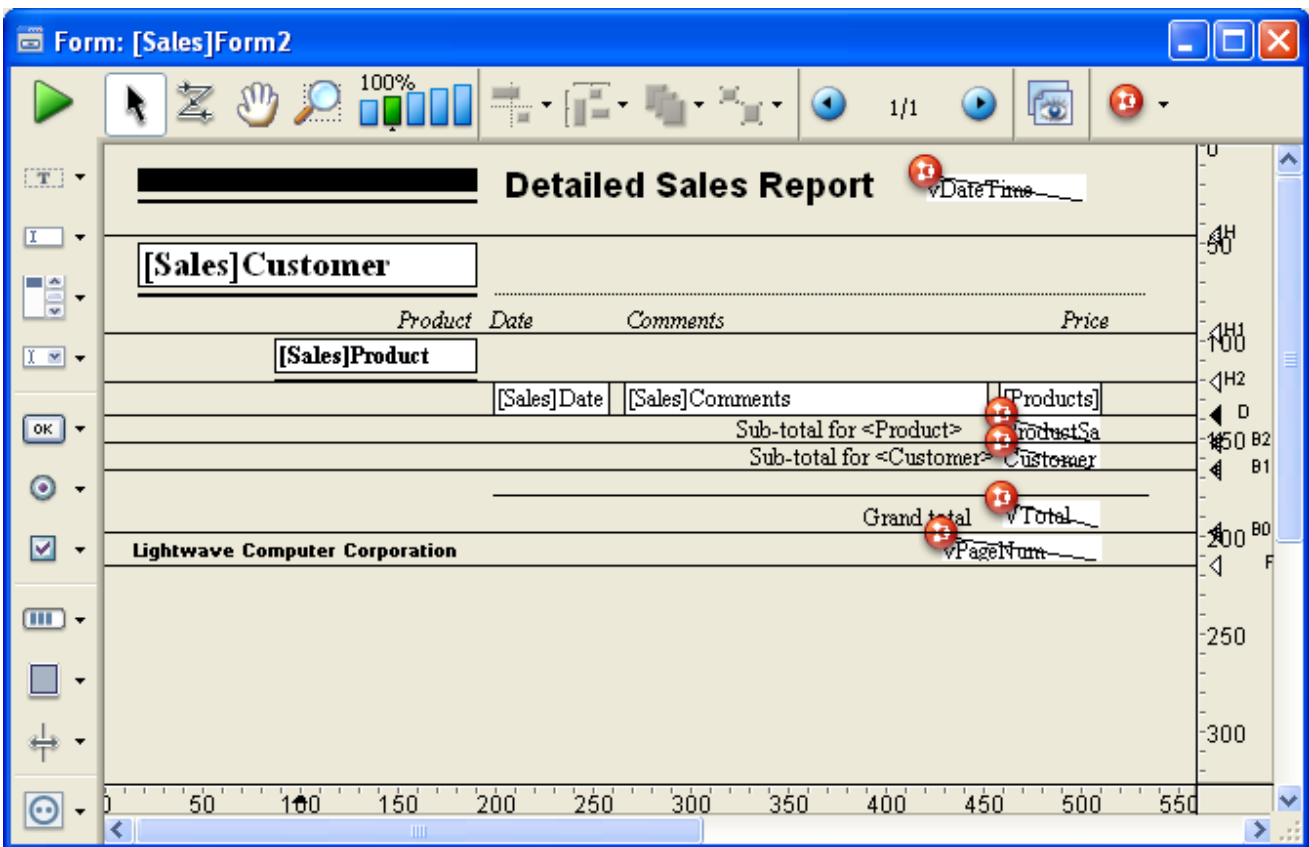 Form: [Sales]Form2
100%
1/1
T
Detailed Sales Report
vDateTime
0
H
50
[Sales]Customer
Product Date Comments Price
H1
100
[Sales]Product
H2
[Sales]Date [Sales]Comments [Products]
D
OK
Sub-total for <Product> ProductSa
150 B2
Sub-total for <Customer> Customer
B1
Grand total vTotal
200 B0
Lightwave Computer Corporation vPageNum
F
250
300
0 50 100 150 200 250 300 350 400 450 500 550